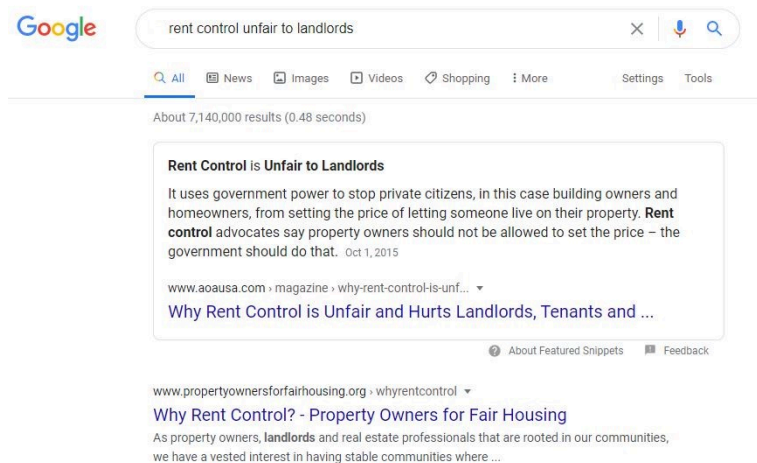 Google
rent control unfair to landlords
All News Images Videos Shopping More Settings Tools
About 7,140,000 results (0.48 seconds)
Rent Control is Unfair to Landlords
It uses government power to stop private citizens, in this case building owners and
homeowners, from setting the price of letting someone live on their property. Rent
control advocates say property owners should not be allowed to set the price – the
government should do that. Oct 1, 2015
www.aoausa.com › magazine › why-rent-control-is-unf...
Why Rent Control is Unfair and Hurts Landlords, Tenants and ...
About Featured Snippets Feedback
www.propertyownersforfairhousing.org › whyrentcontrol
Why Rent Control? - Property Owners for Fair Housing
As property owners, landlords and real estate professionals that are rooted in our communities,
we have a vested interest in having stable communities where ...